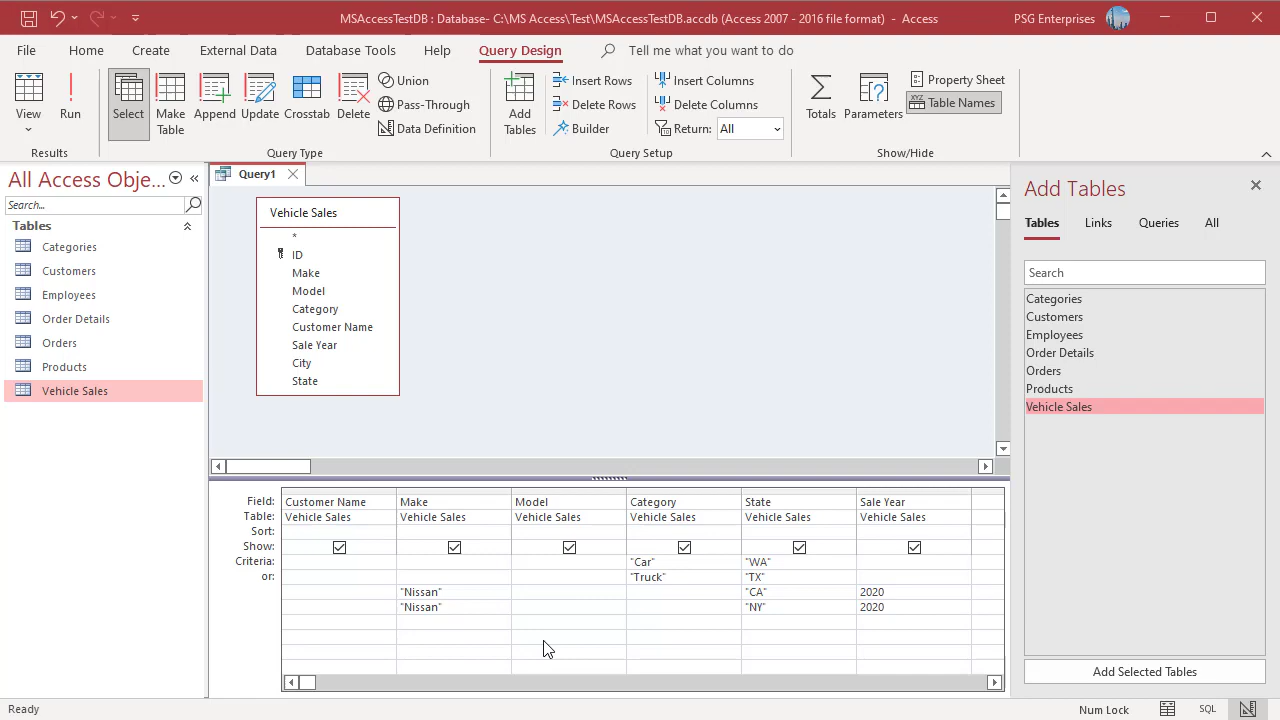 MSAccessTestDB : Database- C:\MS Access\Test\MSAccessTestDB.accdb (Access 2007 - 2016 file format) - Access
PSG Enterprises
File Home Create External Data Database Tools Help Query Design Tell me what you want to do
View
Run
Results
Select
Make Table
Append
Update
Crosstab
Delete
Union
Pass-Through
Data Definition
Query Type
Add Tables
Insert Rows
Delete Rows
Builder
Insert Columns
Delete Columns
Return: All
Query Setup
Totals
Parameters
XYZ
Property Sheet
Table Names
Show/Hide
All Access Obje...
Search...
Tables
Categories
Customers
Employees
Order Details
Orders
Products
Vehicle Sales
Query1
Vehicle Sales
*
ID
Make
Model
Category
Customer Name
Sale Year
City
State
Field: Customer Name Make Model Category State Sale Year
Table: Vehicle Sales Vehicle Sales Vehicle Sales Vehicle Sales Vehicle Sales Vehicle Sales
Sort:
Show:
Criteria: "Car" "WA"
or: "Truck" "TX"
"Nissan" "CA" 2020
"Nissan" "NY" 2020
Add Tables
Tables Links Queries All
Search
Categories
Customers
Employees
Order Details
Orders
Products
Vehicle Sales
Add Selected Tables
Ready
Num Lock
SQL